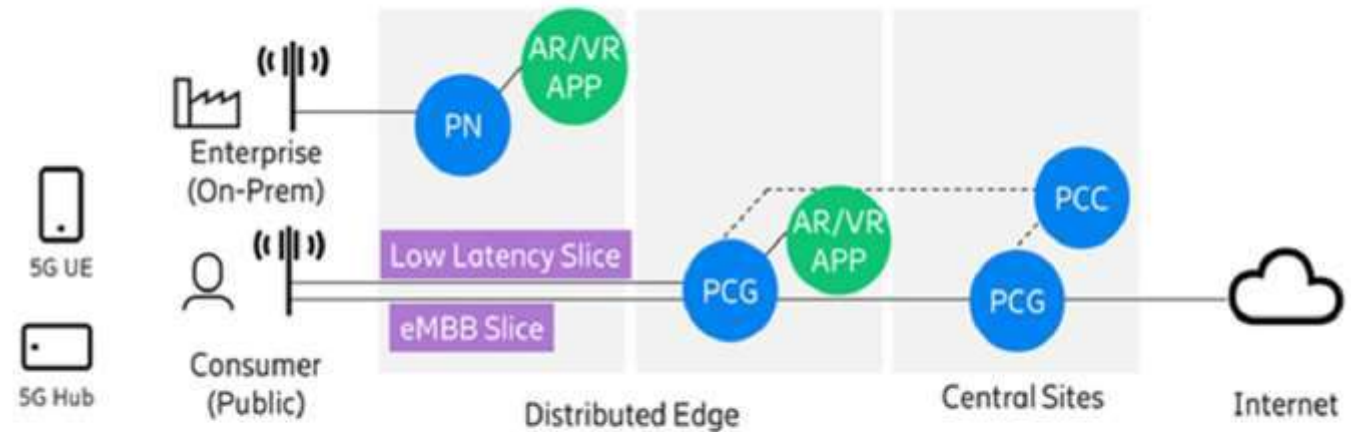 AR/VR
APP
PN
Enterprise
(On-Prem)
PCC
5G UE
Low Latency Slice
AR/VR
APP
PCG
PCG
eMBB Slice
5G Hub
Consumer
(Public)
Distributed Edge
Central Sites
Internet